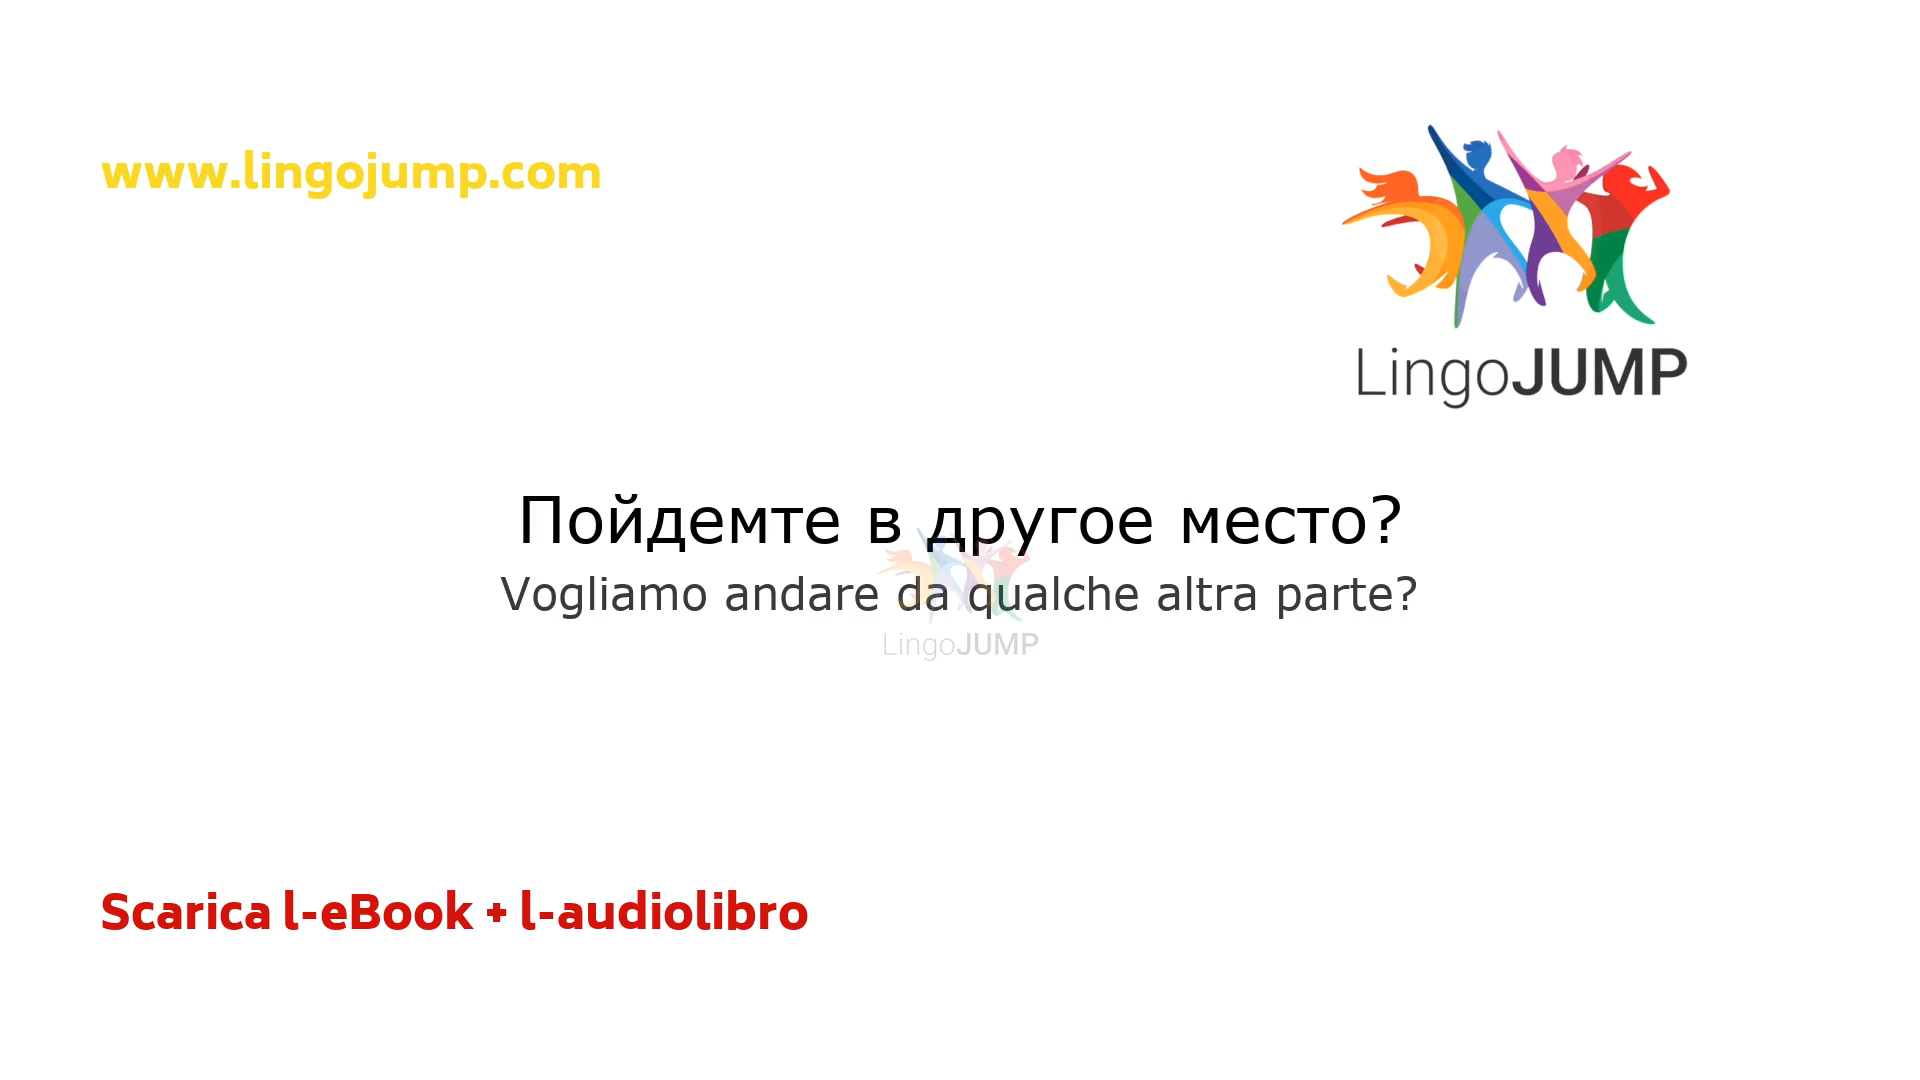 www.lingojump.com
LingoJUMP
Пойдемте в другое место?
Vogliamo andare da qualche altra parte?
LingoJUMP
Scarica l-eBook + l-audiolibro